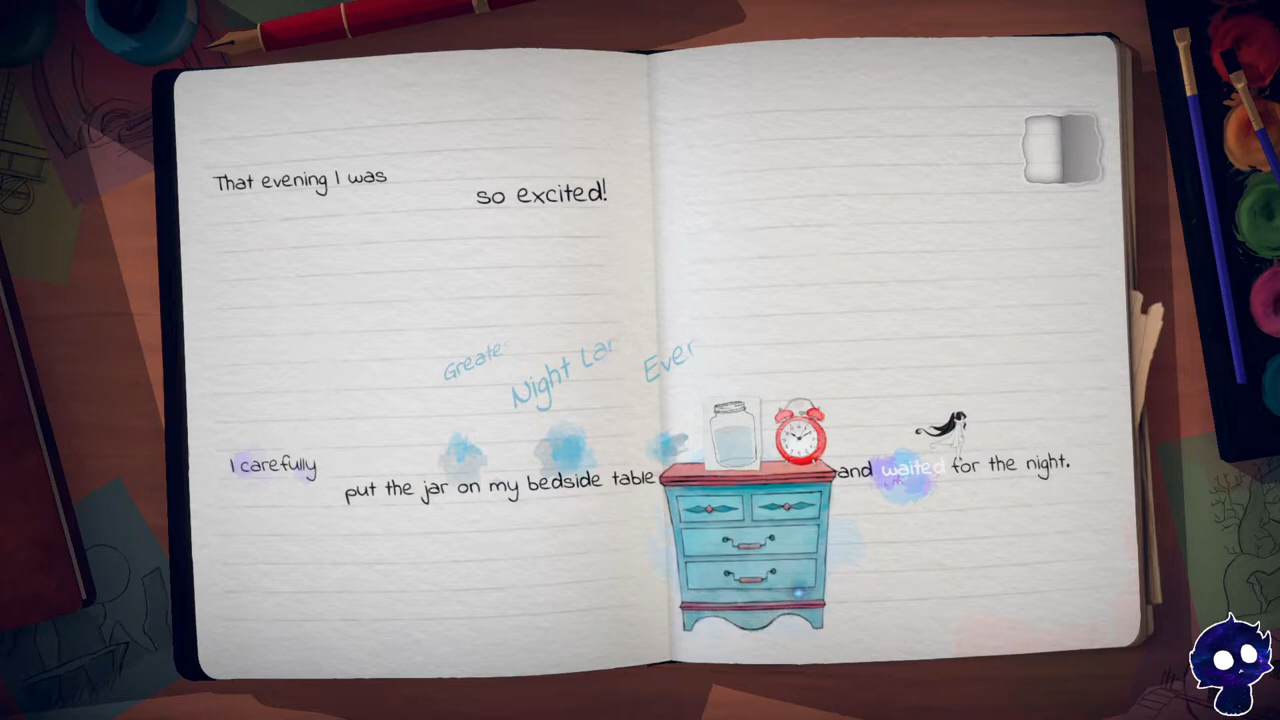 That evening I was
so excited!
Night
Ever
I carefully
put the jar on my bedside table
and waited for the night.